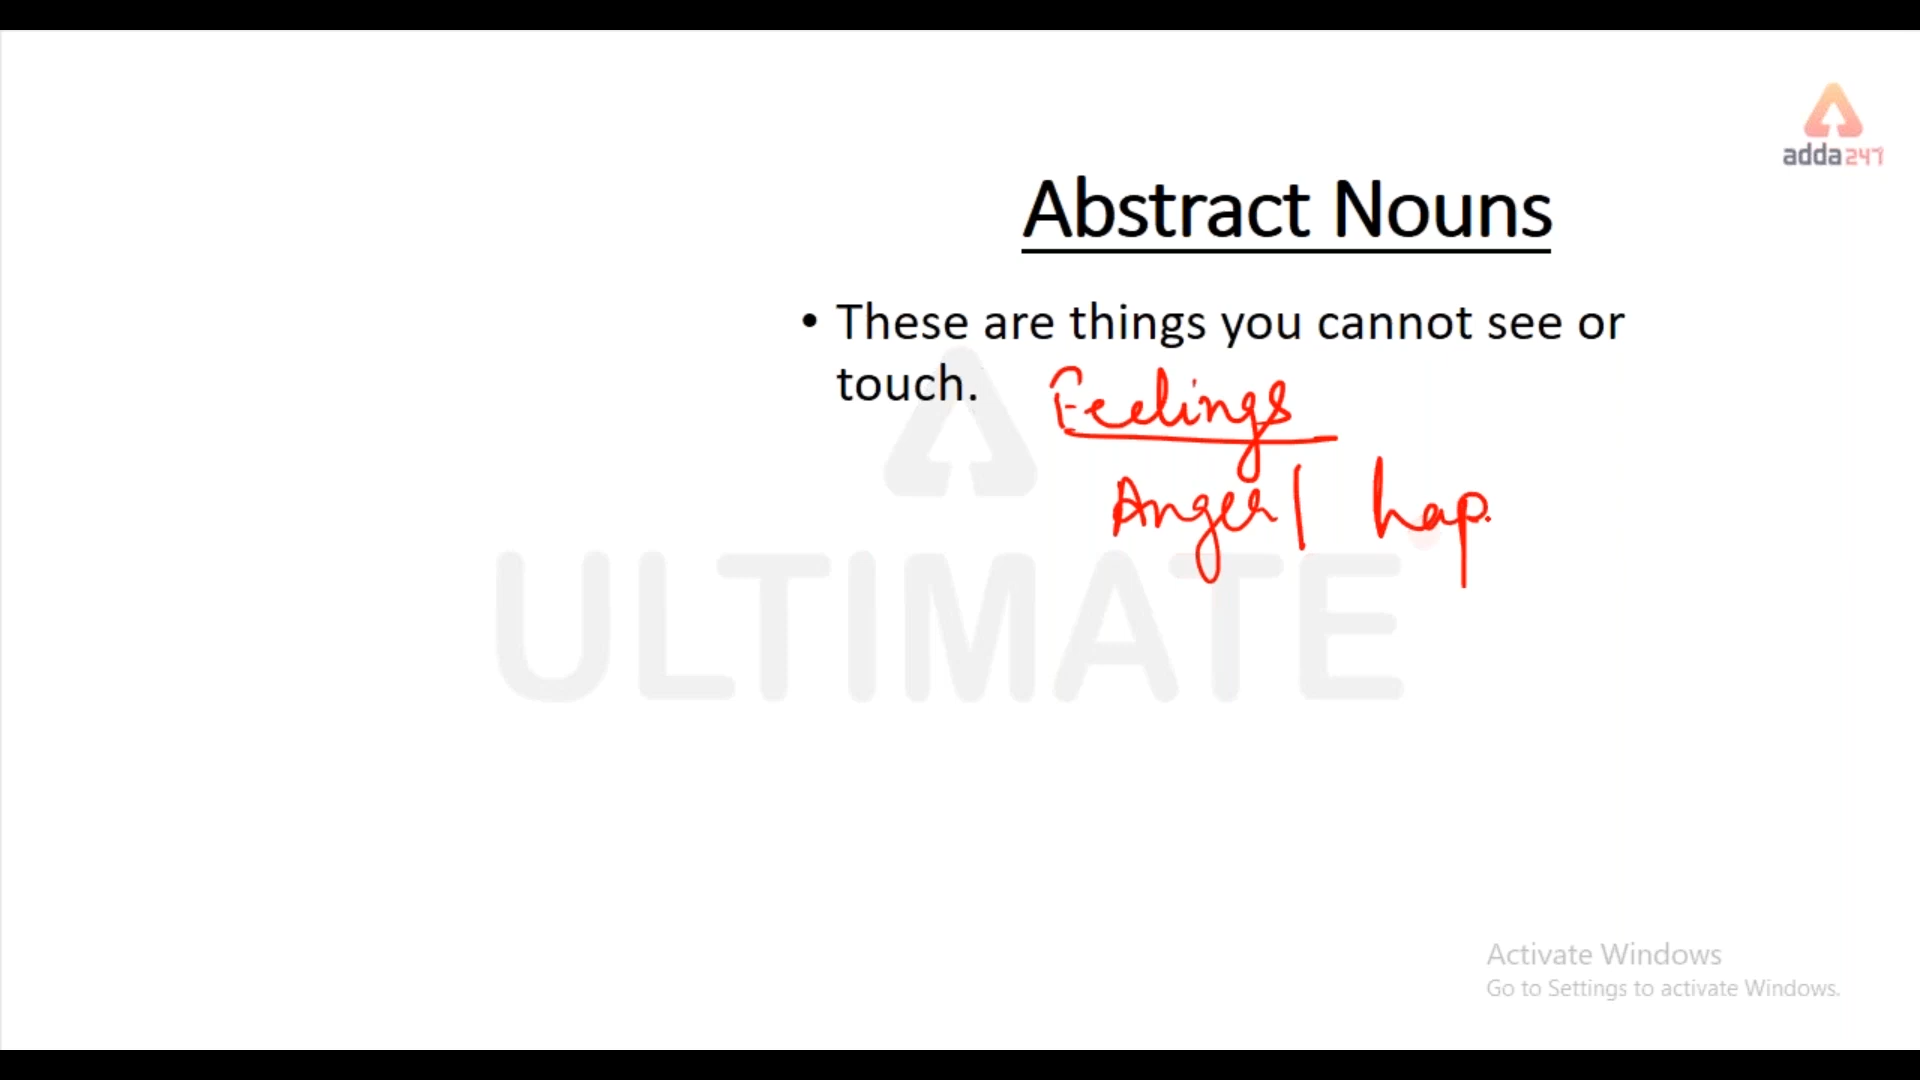 adda247
Abstract Nouns
• These are things you cannot see or
touch.
Feelings
Anger | hap.
ULTIMATE
Activate Windows
Go to Settings to activate Windows.